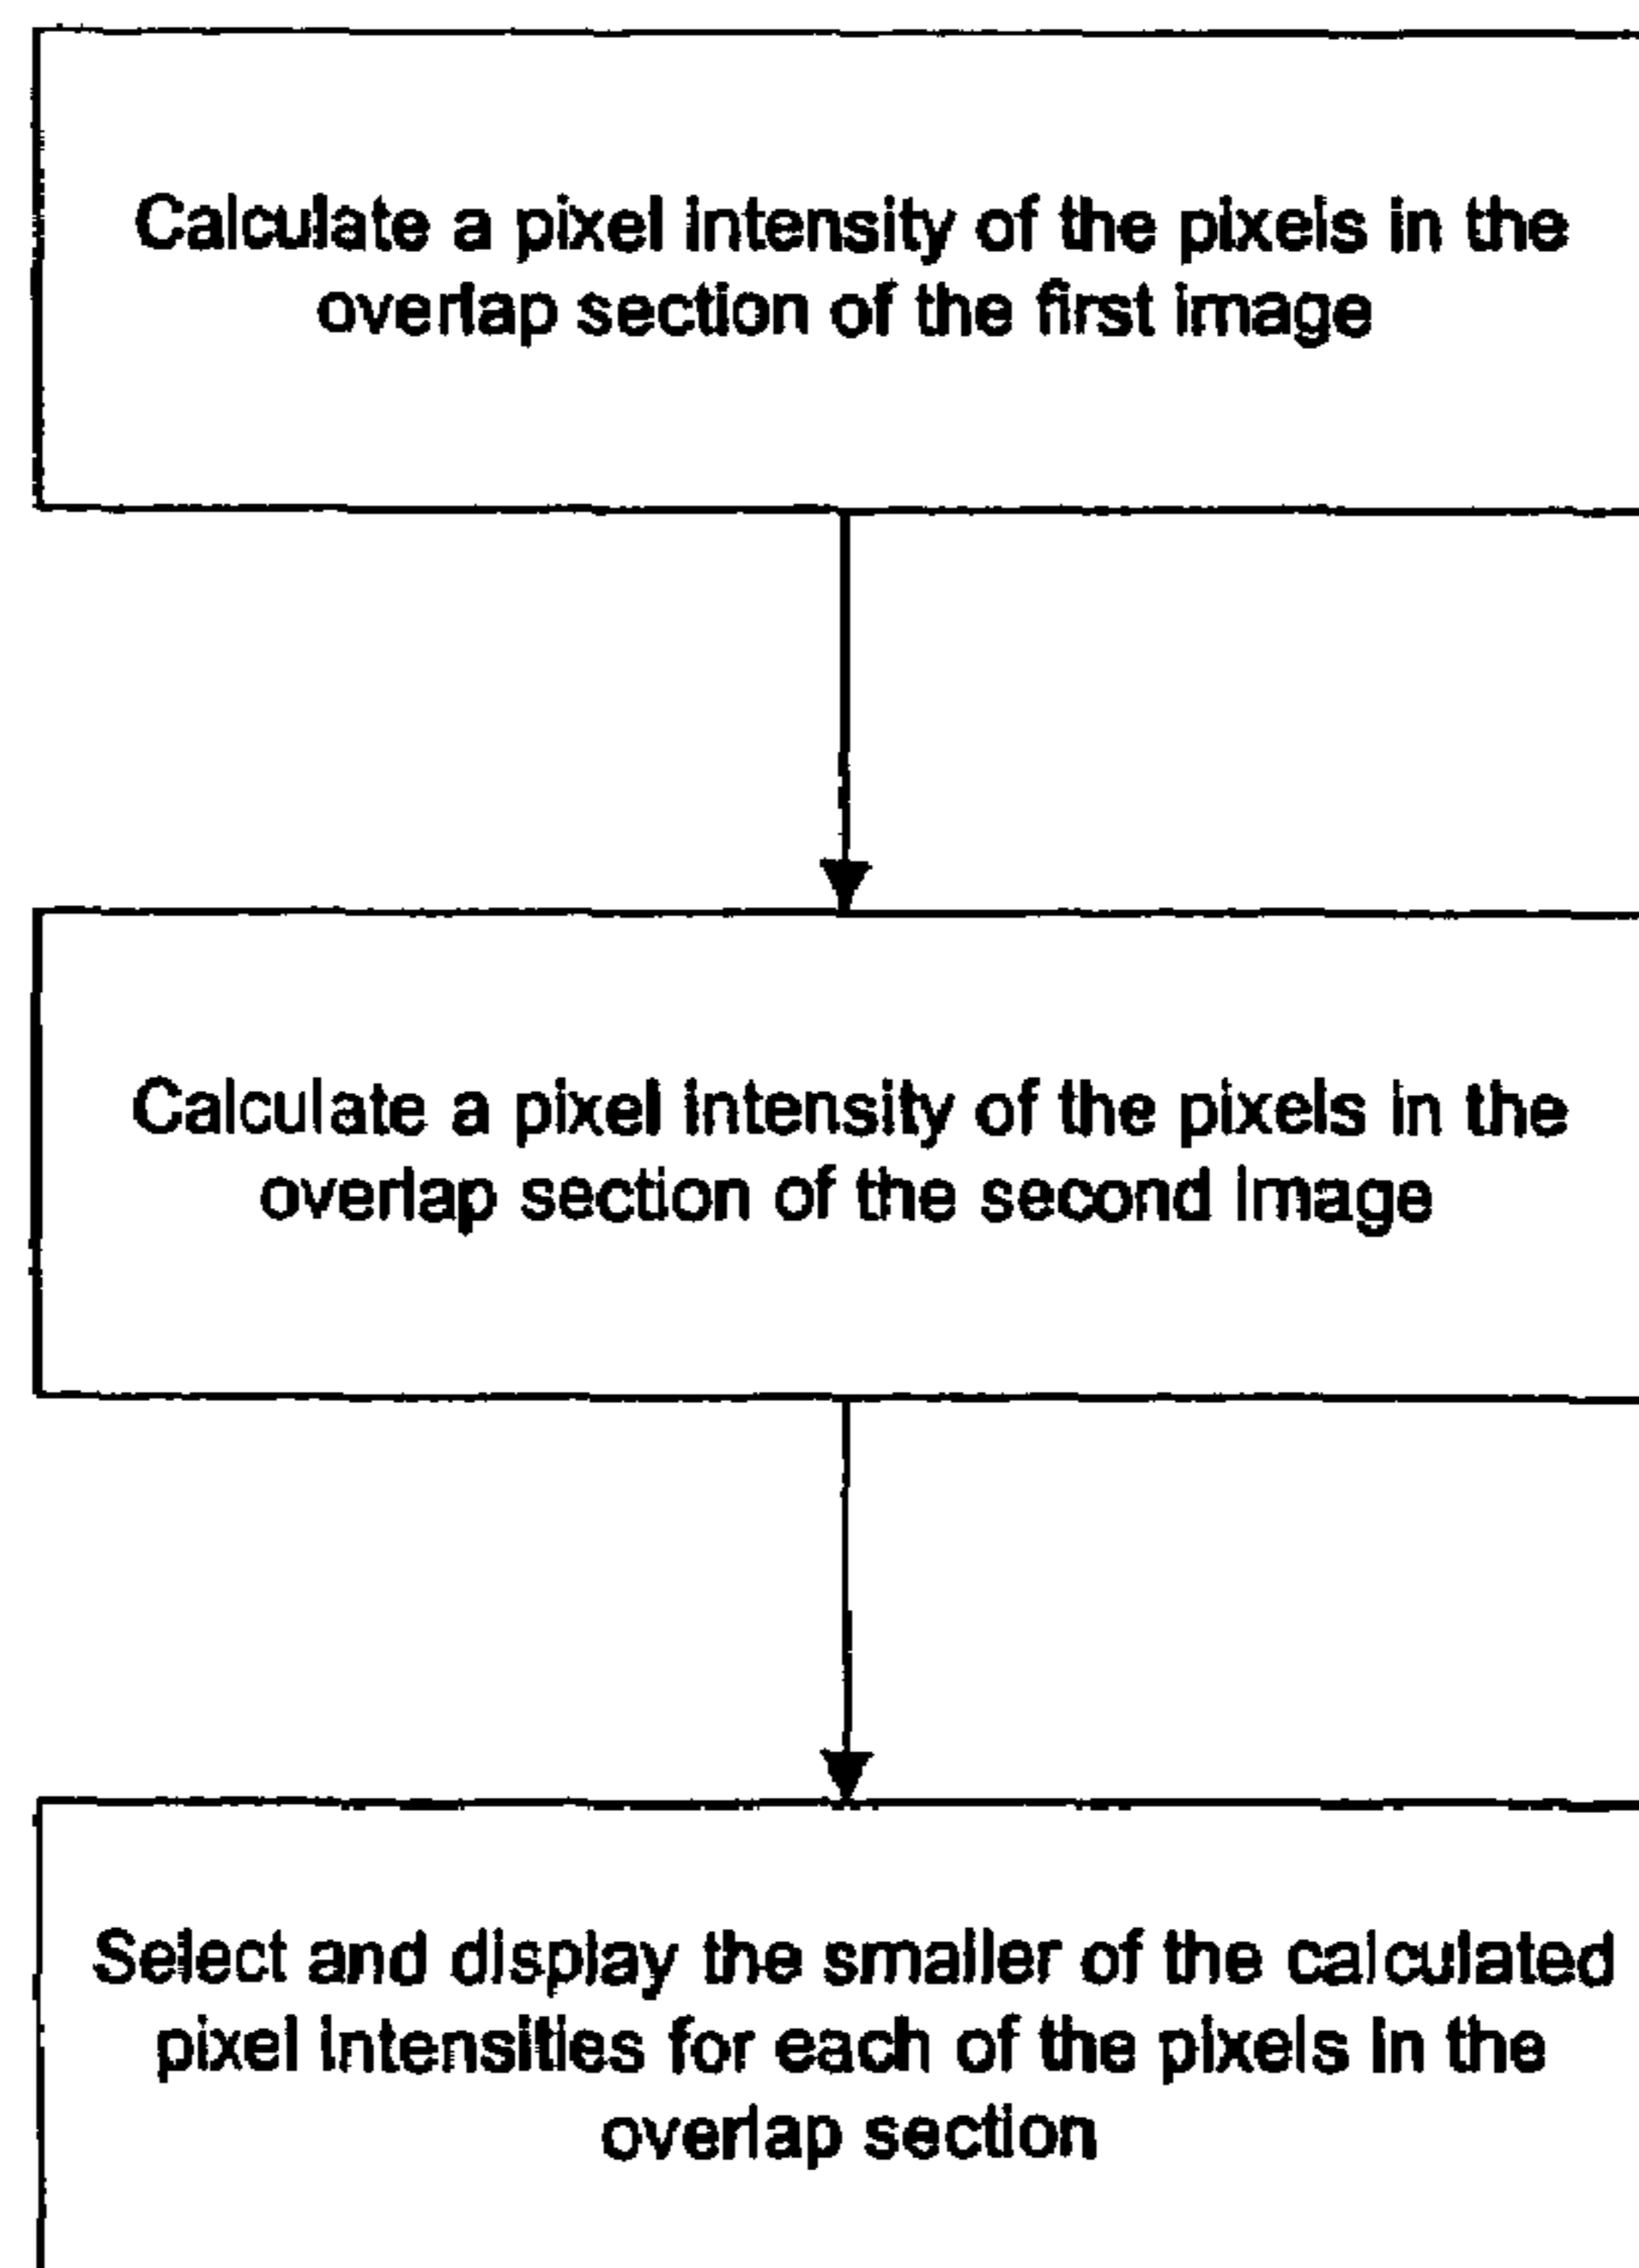 Calculate a pixel intensity of the pixels in the
overlap section of the first image
Calculate a pixel intensity of the pixels in the
overlap section of the second image
Select and display the smaller of the calculated
pixel intensities for each of the pixels in the
overlap section